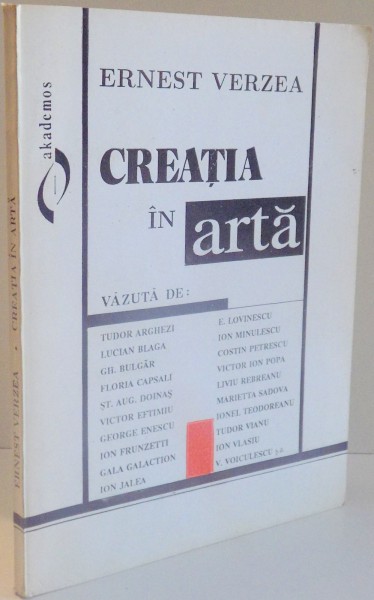 akademos
ERNEST VERZEA
CREAȚIA
ÎN
artă
VĂZUTĂ DE:
TUDOR ARGHEZI
LUCIAN BLAGA
GH. BULGĂR
FLORIA CAPSALI
ȘT. AUG. DOINAȘ
VICTOR EFTIMIU
GEORGE ENESCU
ION FRUNZETTI
GALA GALACTION
ION JALEA
E. LOVINESCU
ION MINULESCU
COSTIN PETRESCU
VICTOR ION POPA
LIVIU REBREANU
MARIETTA SADOVA
IONEL TEODOREANU
TUDOR VIANU
ION VLASIU
V. VOICULESCU ș.a.
ERNEST VERZEA • CREAȚIA ÎN ARTĂ